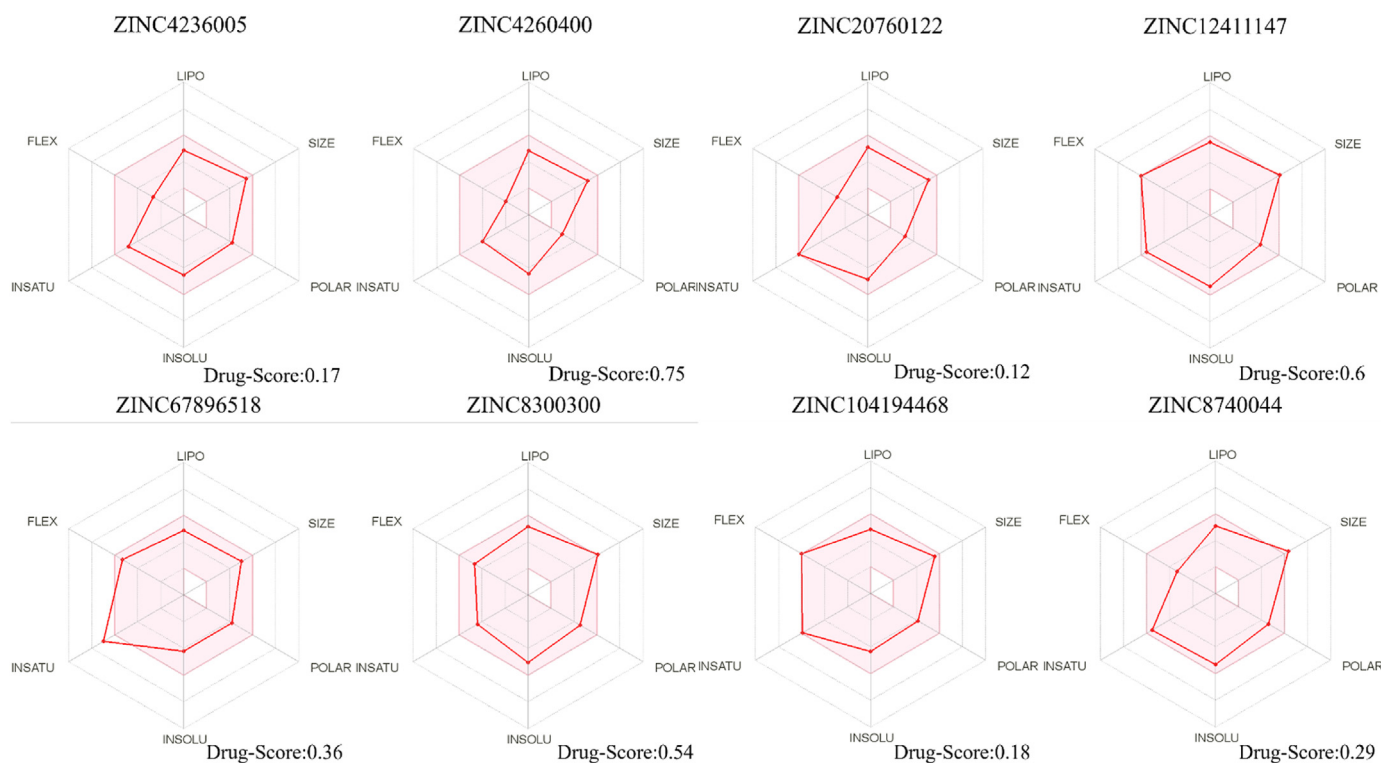 ZINC4236005
LIPO
FLEX
SIZE
INSATU
POLAR
INSOLU
Drug-Score:0.17
ZINC4260400
LIPO
FLEX
SIZE
INSATU
POLAR
INSOLU
Drug-Score:0.75
ZINC20760122
LIPO
FLEX
SIZE
INSATU
POLAR
INSOLU
Drug-Score:0.12
ZINC12411147
LIPO
FLEX
SIZE
INSATU
POLAR
INSOLU
Drug-Score:0.6
ZINC67896518
LIPO
FLEX
SIZE
INSATU
POLAR
INSOLU
Drug-Score:0.36
ZINC8300300
LIPO
FLEX
SIZE
INSATU
POLAR
INSOLU
Drug-Score:0.54
ZINC104194468
LIPO
FLEX
SIZE
INSATU
POLAR
INSOLU
Drug-Score:0.18
ZINC8740044
LIPO
FLEX
SIZE
INSATU
POLAR
INSOLU
Drug-Score:0.29